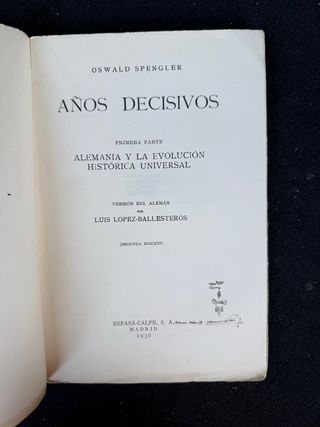 OSWALD SPENGLER
AÑOS DECISIVOS
PRIMERA PARTE
ALEMANIA Y LA EVOLUCIÓN
HISTÓRICA UNIVERSAL
VERSIÓN DEL ALEMÁN
POR
LUIS LOPEZ-BALLESTEROS
(SEGUNDA EDICIÓN)
ESPASA-CALPE, S. A.
MADRID
1936